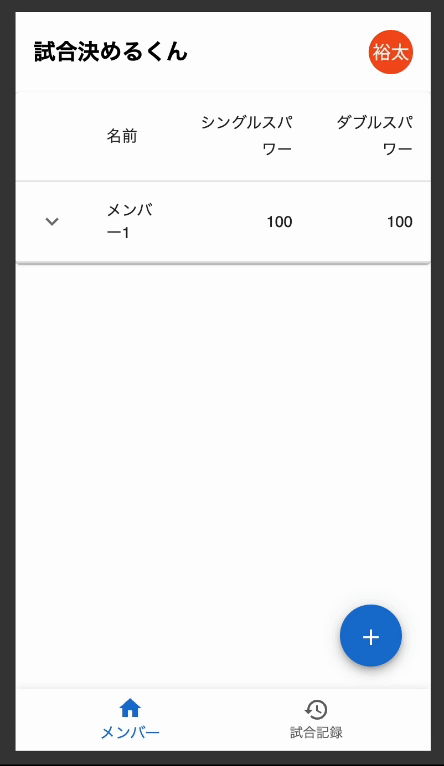 試合決めるくん
裕太
名前
シングルスパ
ワー
ダブルスパ
ワー
メンバ
ー1
100
100
+
メンバー
試合記録